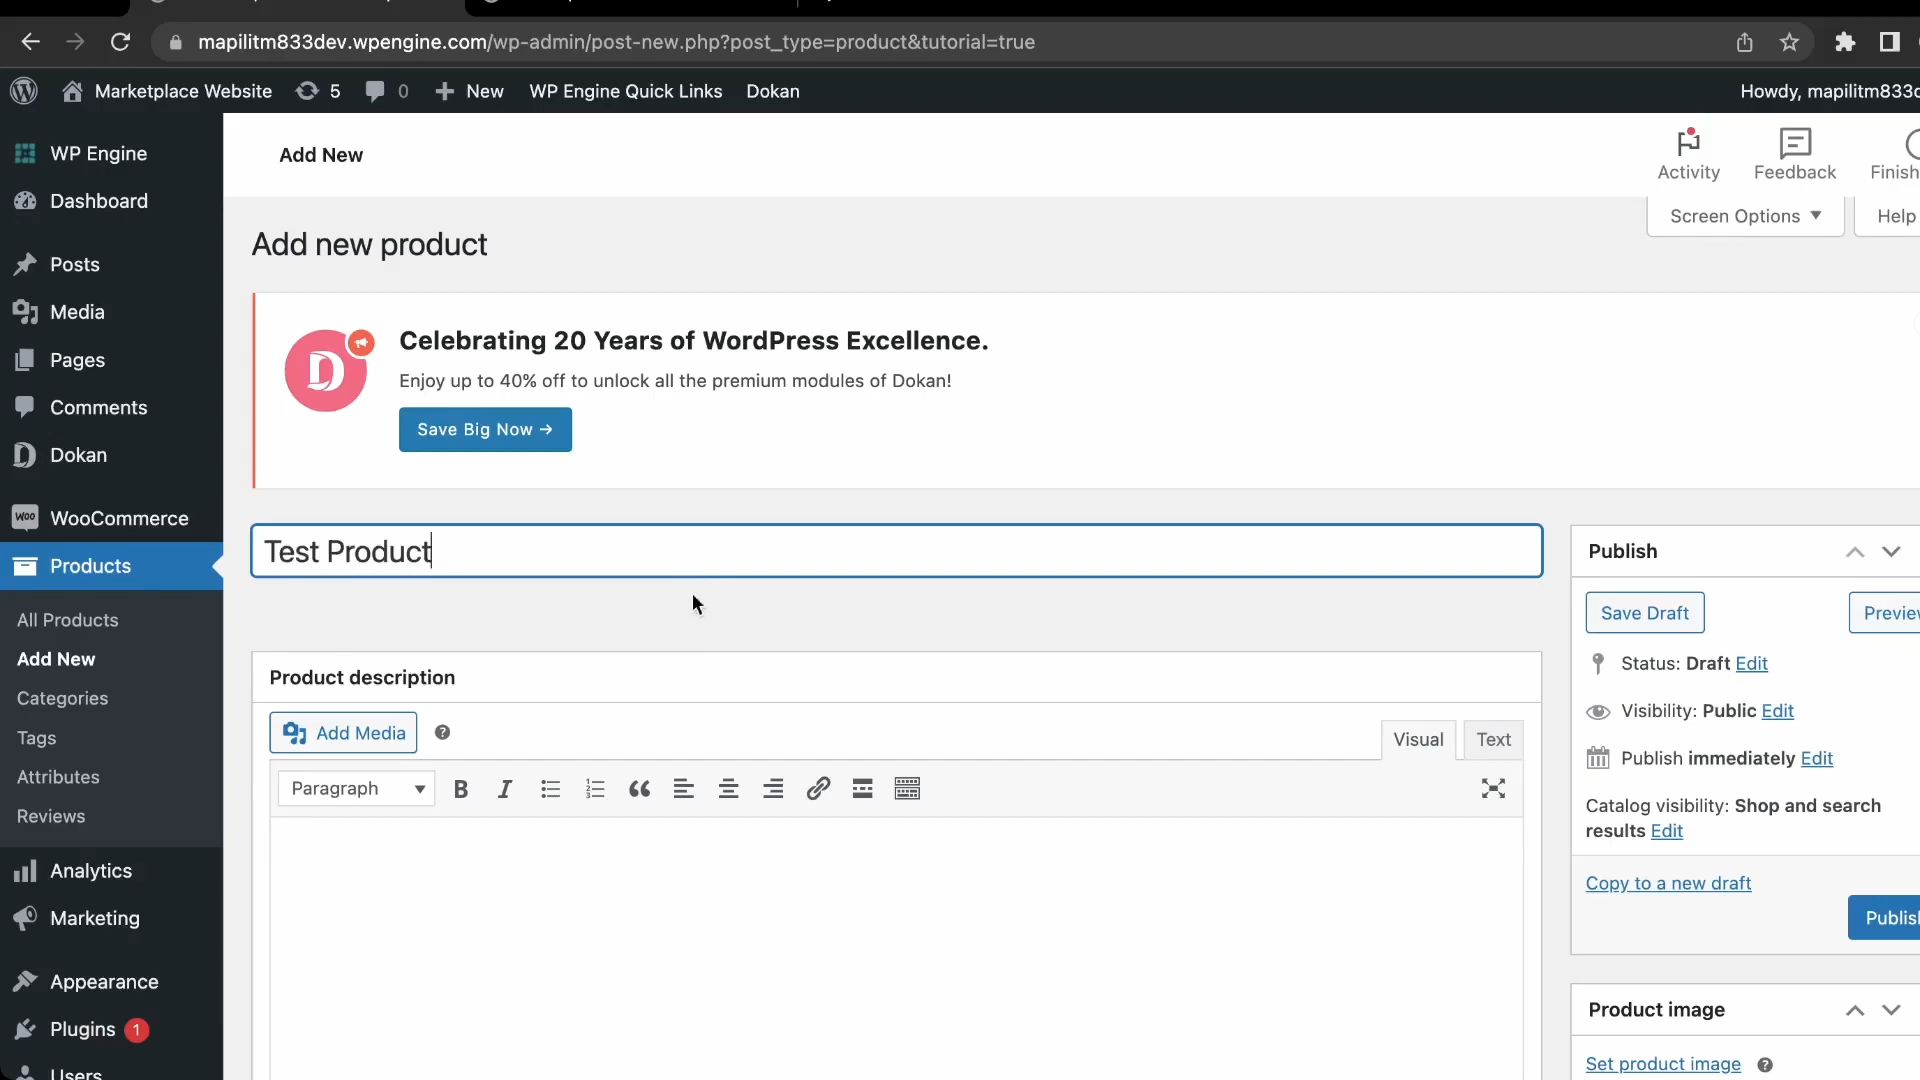 mapilitm833dev.wpengine.com/wp-admin/post-new.php?post_type=product&tutorial=true
Marketplace Website 5 0 New WP Engine Quick Links Dokan Howdy, mapilitm833d
WP Engine
Dashboard
Posts
Media
Pages
Comments
Dokan
WOO WooCommerce
Products
All Products
Add New
Categories
Tags
Attributes
Reviews
Analytics
Marketing
Appearance
Plugins 1
Users
Add New
Activity Feedback Finish
Screen Options Help
Add new product
Celebrating 20 Years of WordPress Excellence.
Enjoy up to 40% off to unlock all the premium modules of Dokan!
Save Big Now →
Test Product
Product description
Add Media
Visual Text
Paragraph
Publish
Save Draft Preview
Status: Draft Edit
Visibility: Public Edit
Publish immediately Edit
Catalog visibility: Shop and search
results Edit
Copy to a new draft
Publish
Product image
Set product image